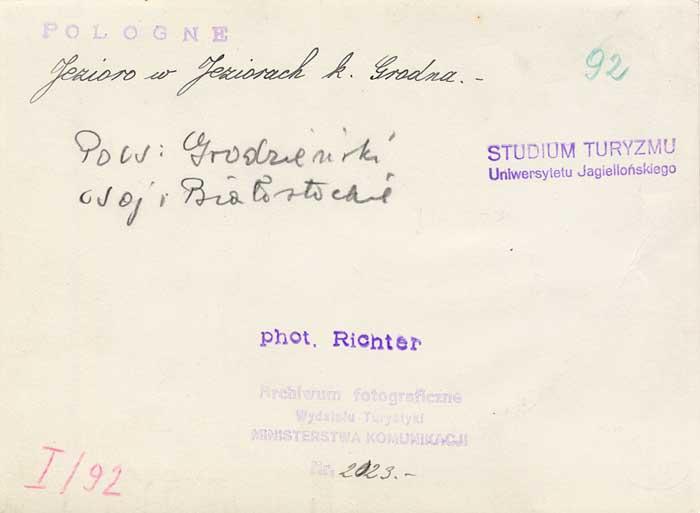 POLOGNE
Jezioro w Jeziorach k. Grodna.-
92
Pow: Grodzieński
woj: Białostockie
STUDIUM TURYZMU
Uniwersytetu Jagiellońskiego
phot. Richter
Archiwum fotograficzne
Wydziału Turystyki
MINISTERSTWA KOMUNIKACJI
Nr. 2023.-
I/92